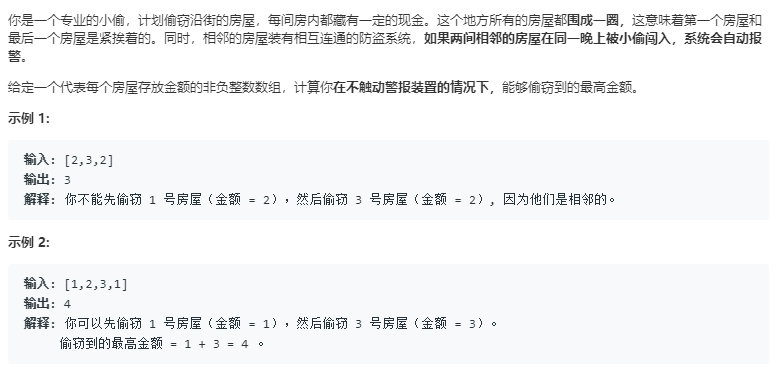 你是一个专业的小偷，计划偷窃沿街的房屋，每间房内都藏有一定的现金。这个地方所有的房屋都围成一圈，这意味着第一个房屋和
最后一个房屋是紧挨着的。同时，相邻的房屋装有相互连通的防盗系统，如果两间相邻的房屋在同一晚上被小偷闯入，系统会自动报
警。
给定一个代表每个房屋存放金额的非负整数数组，计算你在不触动警报装置的情况下，能够偷窃到的最高金额。
示例 1:
输入: [2,3,2]
输出: 3
解释: 你不能先偷窃 1 号房屋（金额 = 2），然后偷窃 3 号房屋（金额 = 2）, 因为他们是相邻的。
示例 2:
输入: [1,2,3,1]
输出: 4
解释: 你可以先偷窃 1 号房屋（金额 = 1），然后偷窃 3 号房屋（金额 = 3）。
偷窃到的最高金额 = 1 + 3 = 4 。